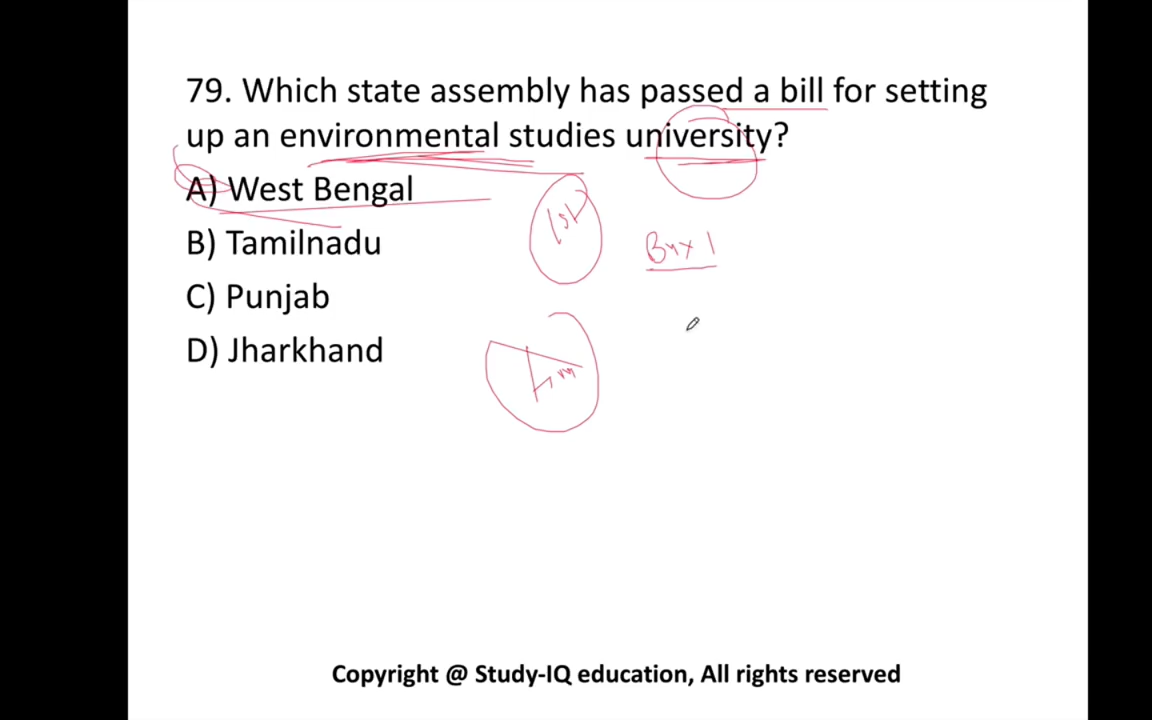 79. Which state assembly has passed a bill for setting
up an environmental studies university?
A) West Bengal
1st
B) Tamilnadu
C) Punjab
D) Jharkhand
Copyright @ Study-IQ education, All rights reserved